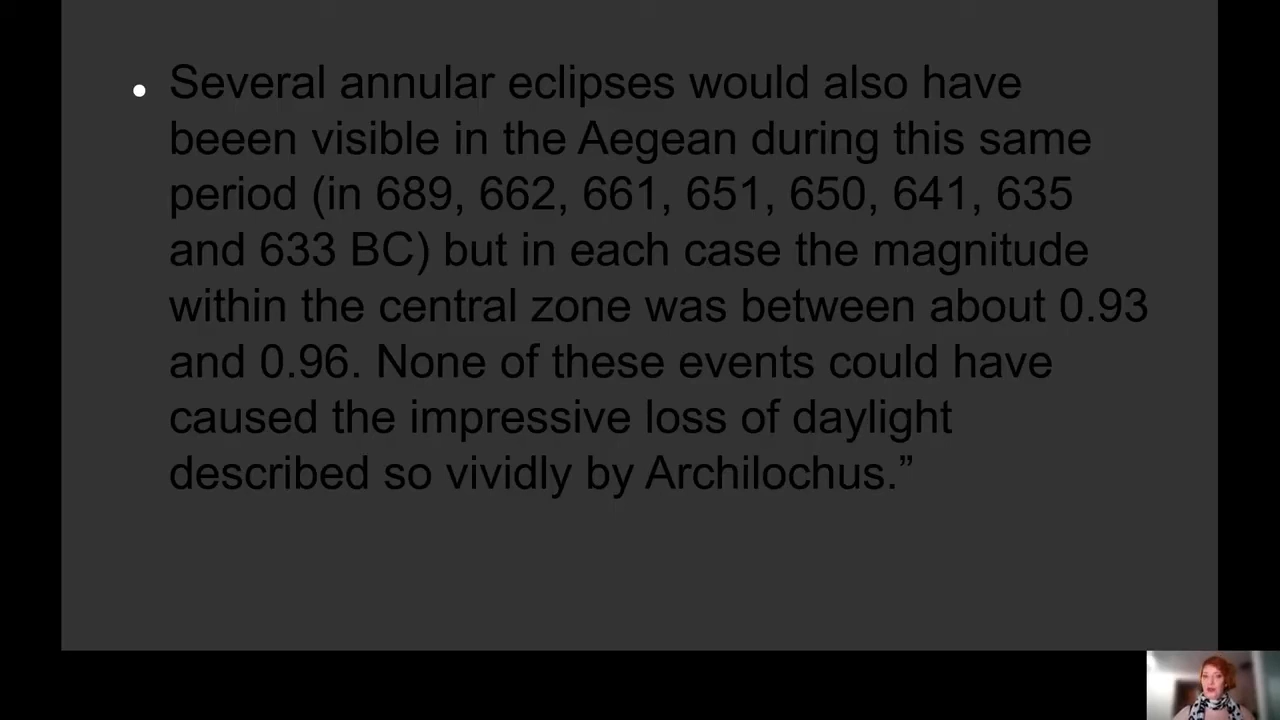 • Several annular eclipses would also have
beeen visible in the Aegean during this same
period (in 689, 662, 661, 651, 650, 641, 635
and 633 BC) but in each case the magnitude
within the central zone was between about 0.93
and 0.96. None of these events could have
caused the impressive loss of daylight
described so vividly by Archilochus.”